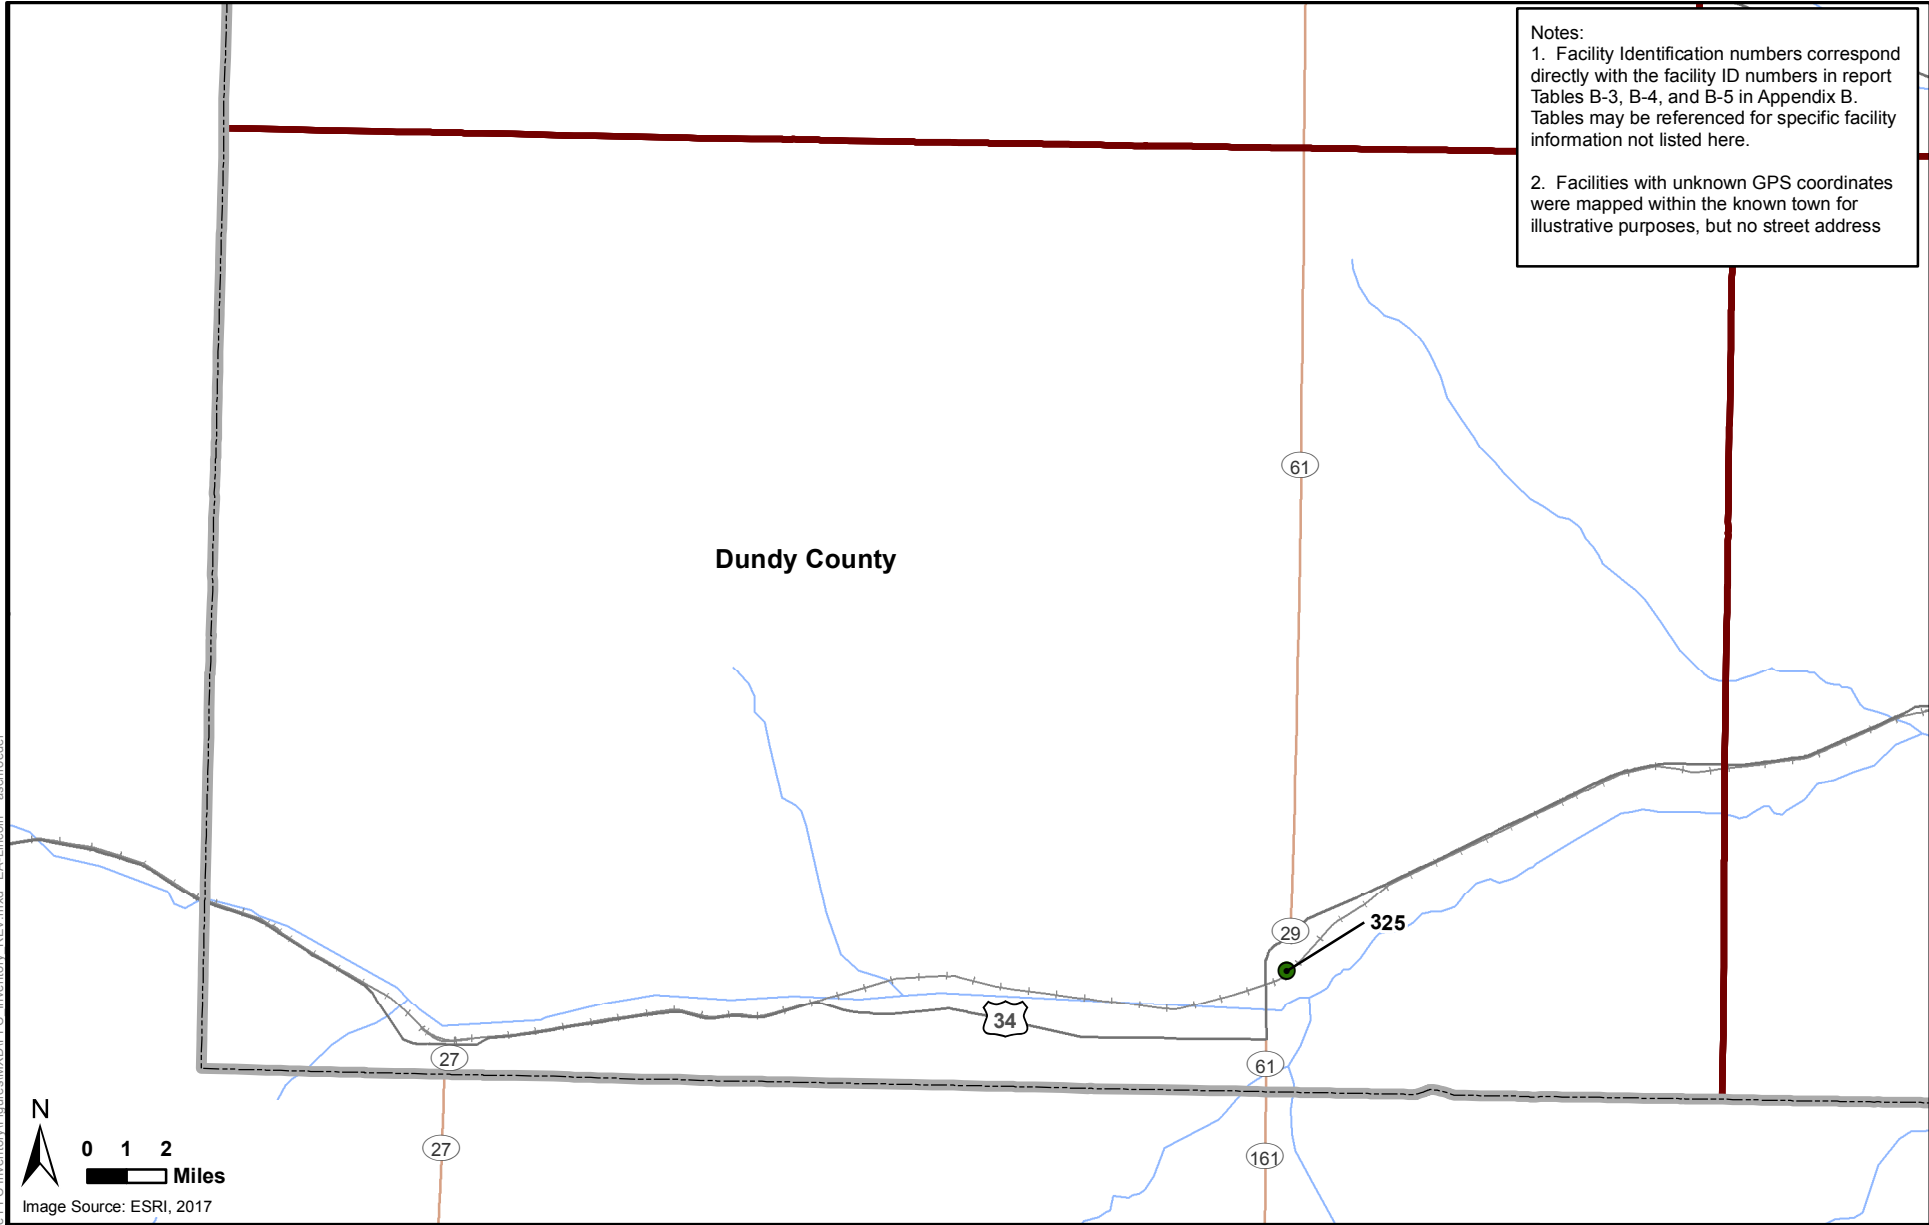 Notes:
1.  Facility Identification numbers correspond
directly with the facility ID numbers in report
Tables B-3, B-4, and B-5 in Appendix B.
Tables may be referenced for specific facility
information not listed here.
2.  Facilities with unknown GPS coordinates
were mapped within the known town for
illustrative purposes, but no street address
61
Dundy County
325
29
34
27
61
27
161
N
0 1 2
Miles
Image Source: ESRI, 2017